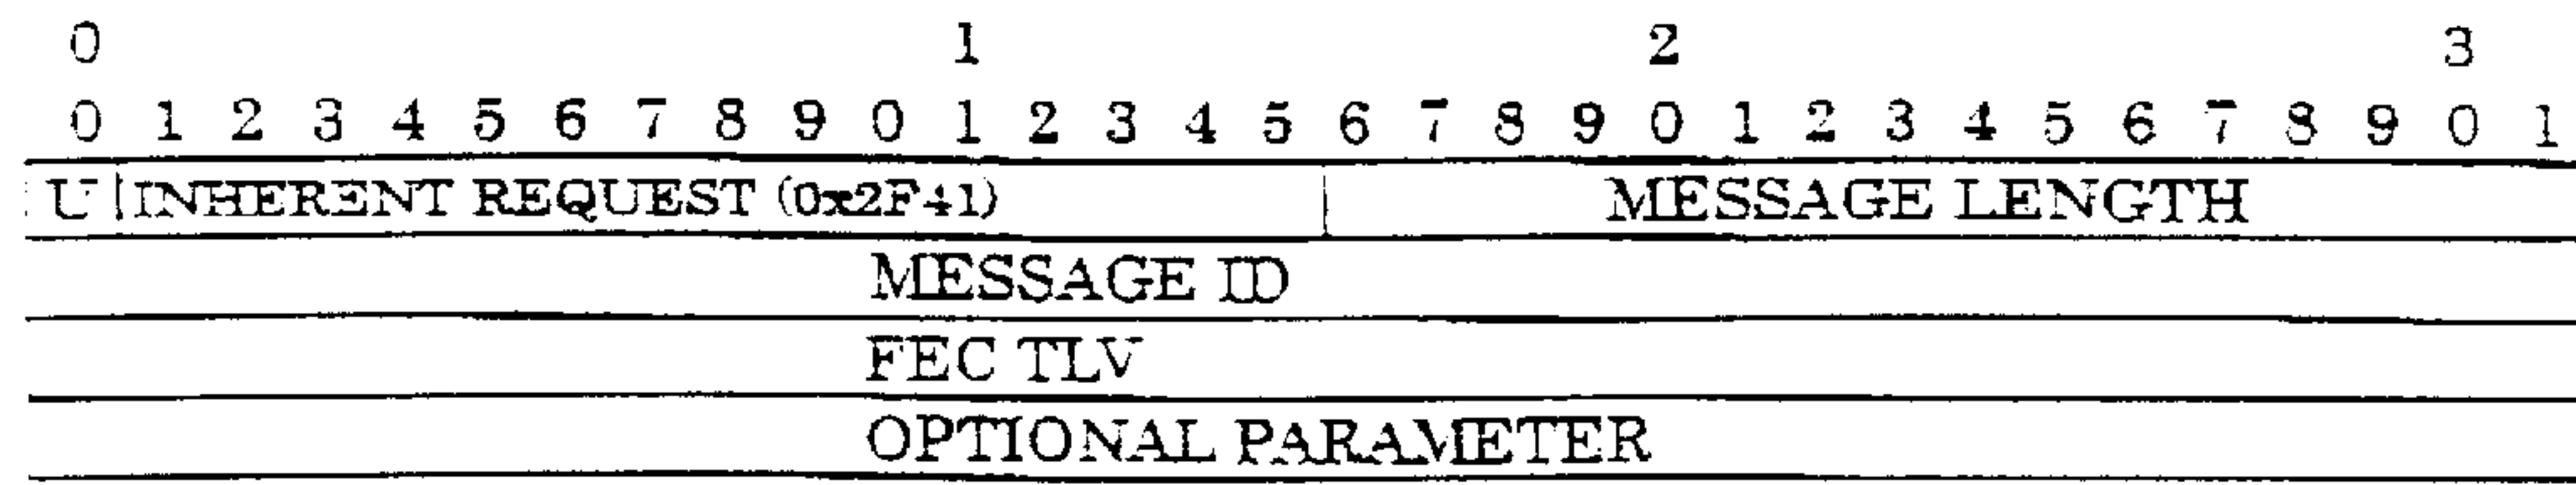 0 1 2 3
0 1 2 3 4 5 6 7 8 9 0 1 2 3 4 5 6 7 8 9 0 1 2 3 4 5 6 7 8 9 0 1
U INHERENT REQUEST (0x2F41) MESSAGE LENGTH
MESSAGE ID
FEC TLV
OPTIONAL PARAMETER